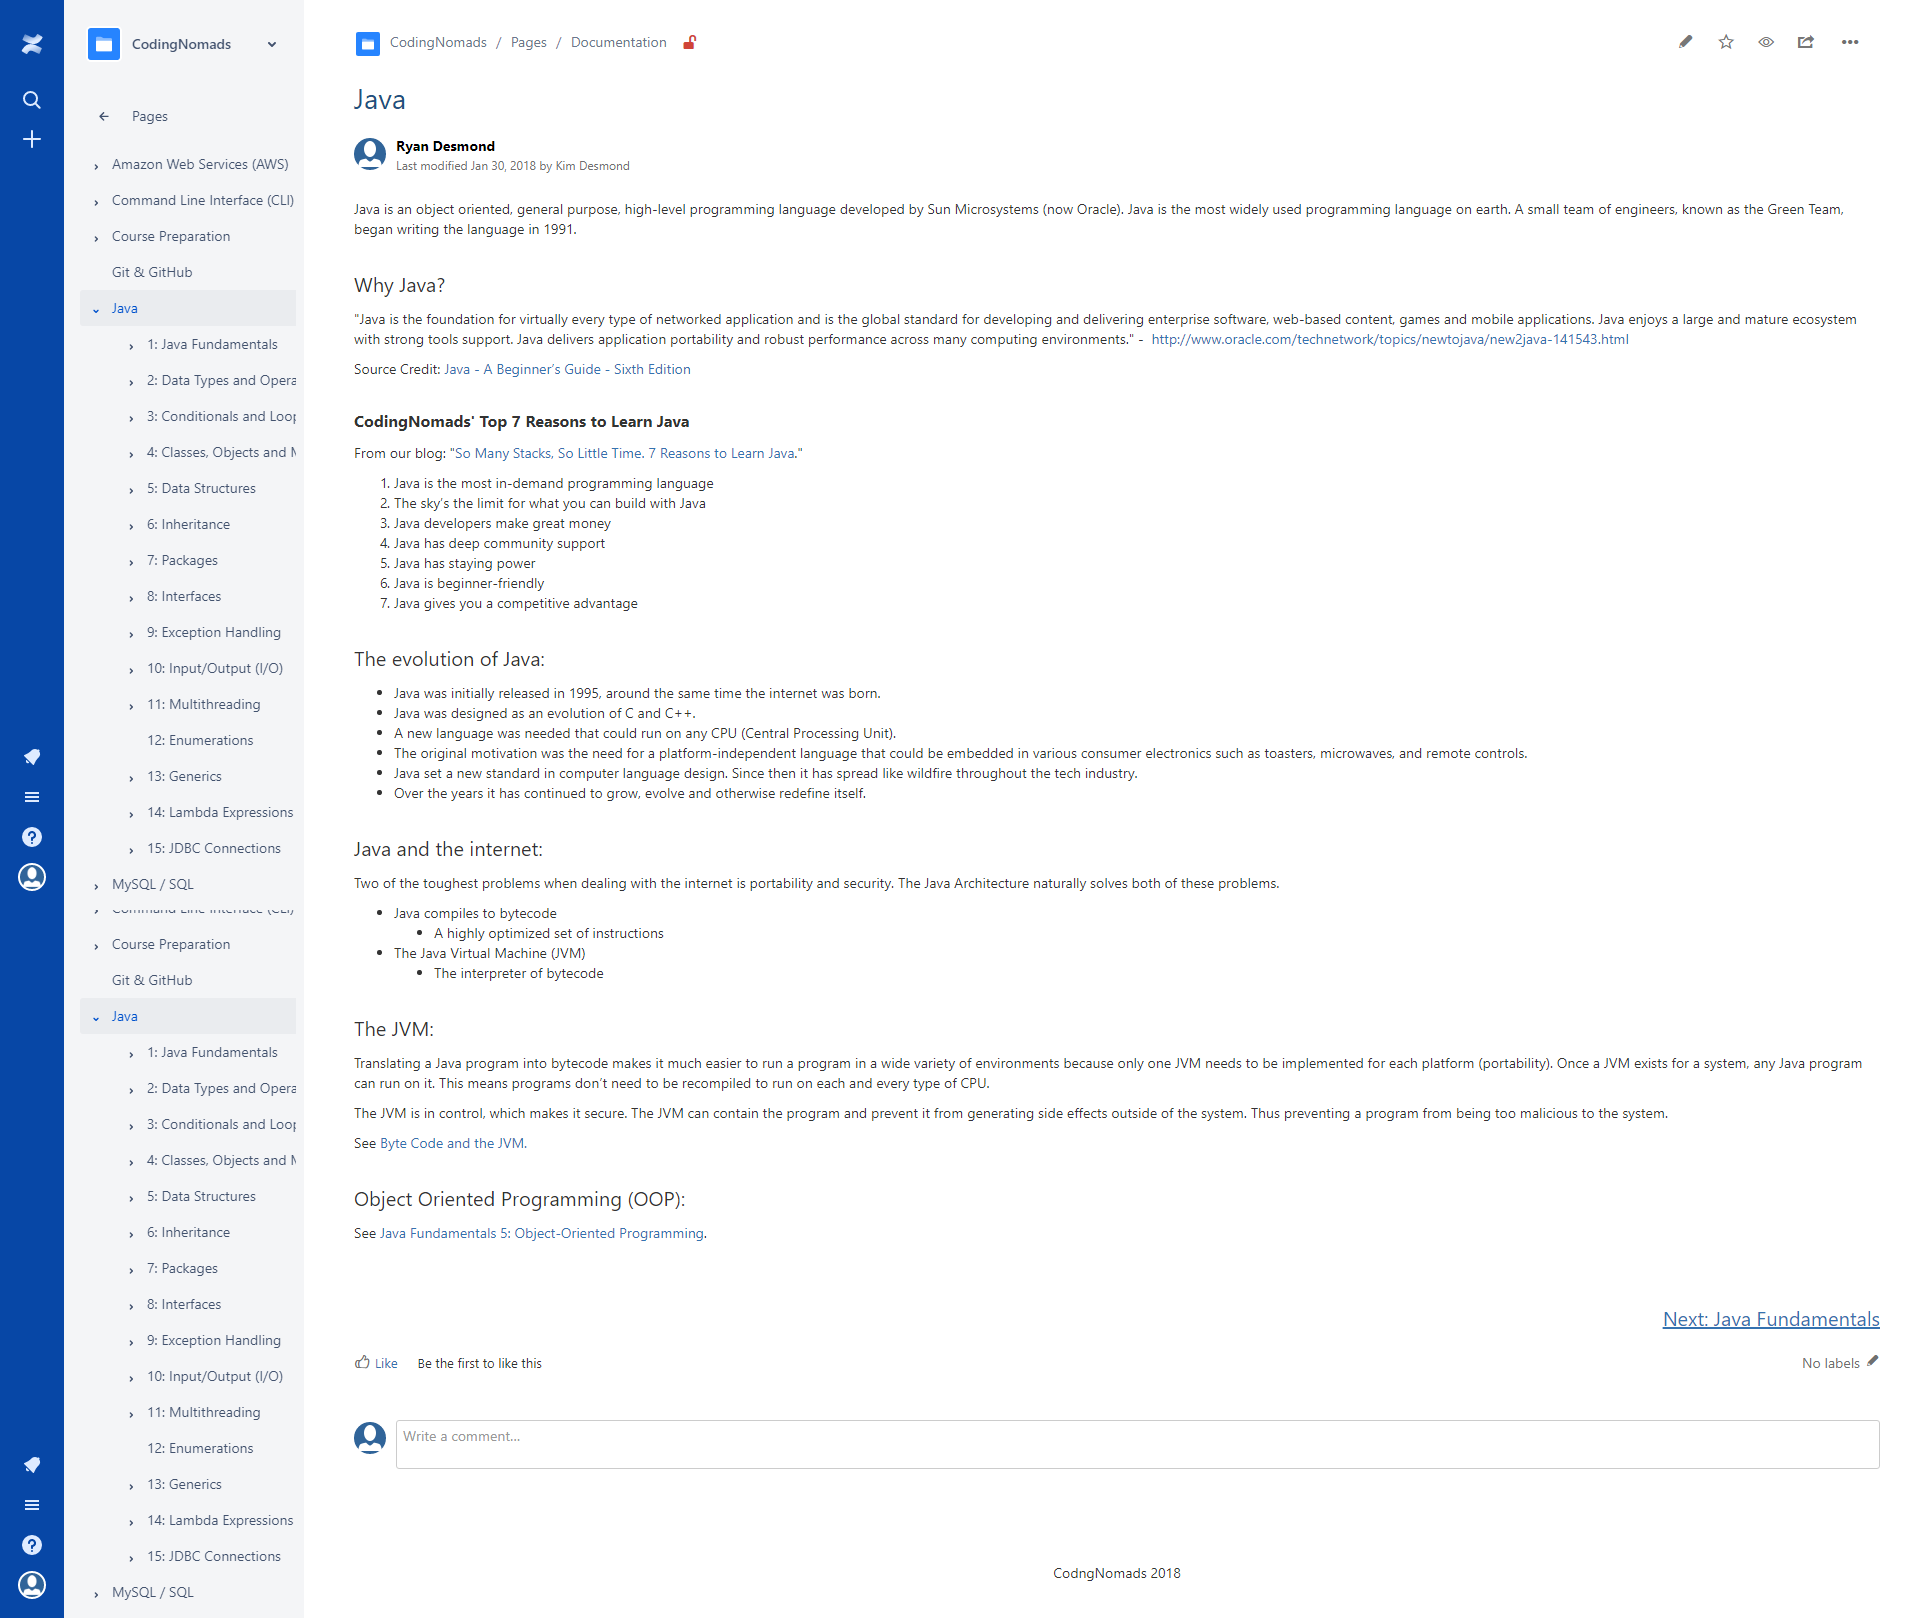 CodingNomads
Pages
Amazon Web Services (AWS)
Command Line Interface (CLI)
Course Preparation
Git & GitHub
Java
1: Java Fundamentals
2: Data Types and Opera
3: Conditionals and Loop
4: Classes, Objects and M
5: Data Structures
6: Inheritance
7: Packages
8: Interfaces
9: Exception Handling
10: Input/Output (I/O)
11: Multithreading
12: Enumerations
13: Generics
14: Lambda Expressions
15: JDBC Connections
MySQL / SQL
Command Line Interface (CLI)
Course Preparation
Git & GitHub
Java
1: Java Fundamentals
2: Data Types and Opera
3: Conditionals and Loop
4: Classes, Objects and M
5: Data Structures
6: Inheritance
7: Packages
8: Interfaces
9: Exception Handling
10: Input/Output (I/O)
11: Multithreading
12: Enumerations
13: Generics
14: Lambda Expressions
15: JDBC Connections
MySQL / SQL
CodingNomads / Pages / Documentation
Java
Ryan Desmond
Last modified Jan 30, 2018 by Kim Desmond
Java is an object oriented, general purpose, high-level programming language developed by Sun Microsystems (now Oracle). Java is the most widely used programming language on earth. A small team of engineers, known as the Green Team,
began writing the language in 1991.
Why Java?
"Java is the foundation for virtually every type of networked application and is the global standard for developing and delivering enterprise software, web-based content, games and mobile applications. Java enjoys a large and mature ecosystem
with strong tools support. Java delivers application portability and robust performance across many computing environments." - http://www.oracle.com/technetwork/topics/newtojava/new2java-141543.html
Source Credit: Java - A Beginner's Guide - Sixth Edition
CodingNomads' Top 7 Reasons to Learn Java
From our blog: "So Many Stacks, So Little Time. 7 Reasons to Learn Java."
1. Java is the most in-demand programming language
2. The sky's the limit for what you can build with Java
3. Java developers make great money
4. Java has deep community support
5. Java has staying power
6. Java is beginner-friendly
7. Java gives you a competitive advantage
The evolution of Java:
• Java was initially released in 1995, around the same time the internet was born.
• Java was designed as an evolution of C and C++.
• A new language was needed that could run on any CPU (Central Processing Unit).
• The original motivation was the need for a platform-independent language that could be embedded in various consumer electronics such as toasters, microwaves, and remote controls.
• Java set a new standard in computer language design. Since then it has spread like wildfire throughout the tech industry.
• Over the years it has continued to grow, evolve and otherwise redefine itself.
Java and the internet:
Two of the toughest problems when dealing with the internet is portability and security. The Java Architecture naturally solves both of these problems.
• Java compiles to bytecode
• A highly optimized set of instructions
• The Java Virtual Machine (JVM)
• The interpreter of bytecode
The JVM:
Translating a Java program into bytecode makes it much easier to run a program in a wide variety of environments because only one JVM needs to be implemented for each platform (portability). Once a JVM exists for a system, any Java program
can run on it. This means programs don't need to be recompiled to run on each and every type of CPU.
The JVM is in control, which makes it secure. The JVM can contain the program and prevent it from generating side effects outside of the system. Thus preventing a program from being too malicious to the system.
See Byte Code and the JVM.
Object Oriented Programming (OOP):
See Java Fundamentals 5: Object-Oriented Programming.
Next: Java Fundamentals
Like Be the first to like this
No labels
Write a comment...
CodngNomads 2018